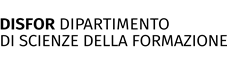 DISFOR DIPARTIMENTO
DI SCIENZE DELLA FORMAZIONE